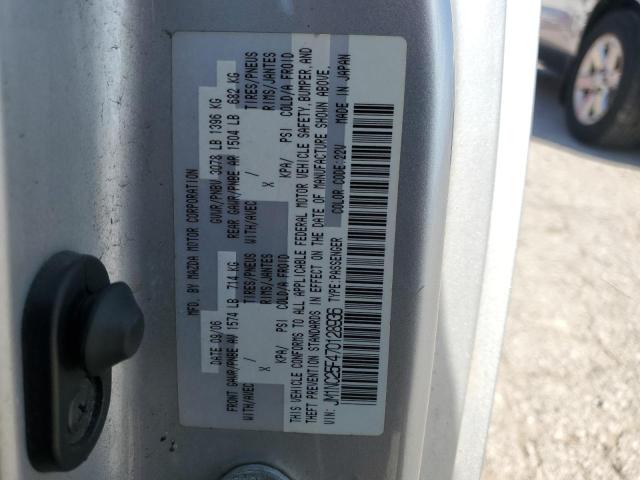 MFG. BY MAZDA MOTOR CORPORATION
DATE 09/06 GVWR/PNBV 3078 LB 1396 KG
FRONT GAWR/PNBE AV 1574 LB 714 KG REAR GAWR/PNBE AR 1504 LB 682 KG
WITH/AVEC / TIRES/PNEUS WITH/AVEC / TIRES/PNEUS
X RIMS/JANTES X RIMS/JANTES
KPA/ PSI COLD/A FROID KPA/ PSI COLD/A FROID
THIS VEHICLE CONFORMS TO ALL APPLICABLE FEDERAL MOTOR VEHICLE SAFETY, BUMPER, AND
THEFT PREVENTION STANDARDS IN EFFECT ON THE DATE OF MANUFACTURE SHOWN ABOVE.
VIN: JM1NC25F470128936 TYPE: PASSENGER COLOR CODE: 22V MADE IN JAPAN